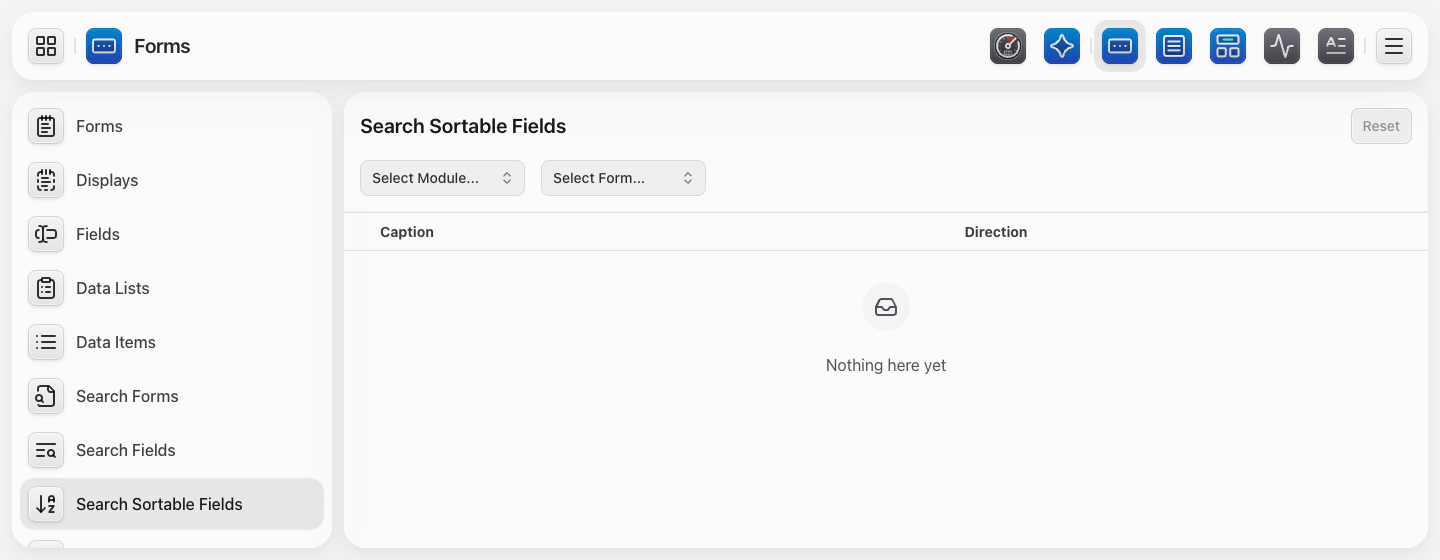 Forms
Forms
Displays
Fields
Data Lists
Data Items
Search Forms
Search Fields
Search Sortable Fields
Search Sortable Fields
Reset
Select Module...
Select Form...
Caption
Direction
Nothing here yet